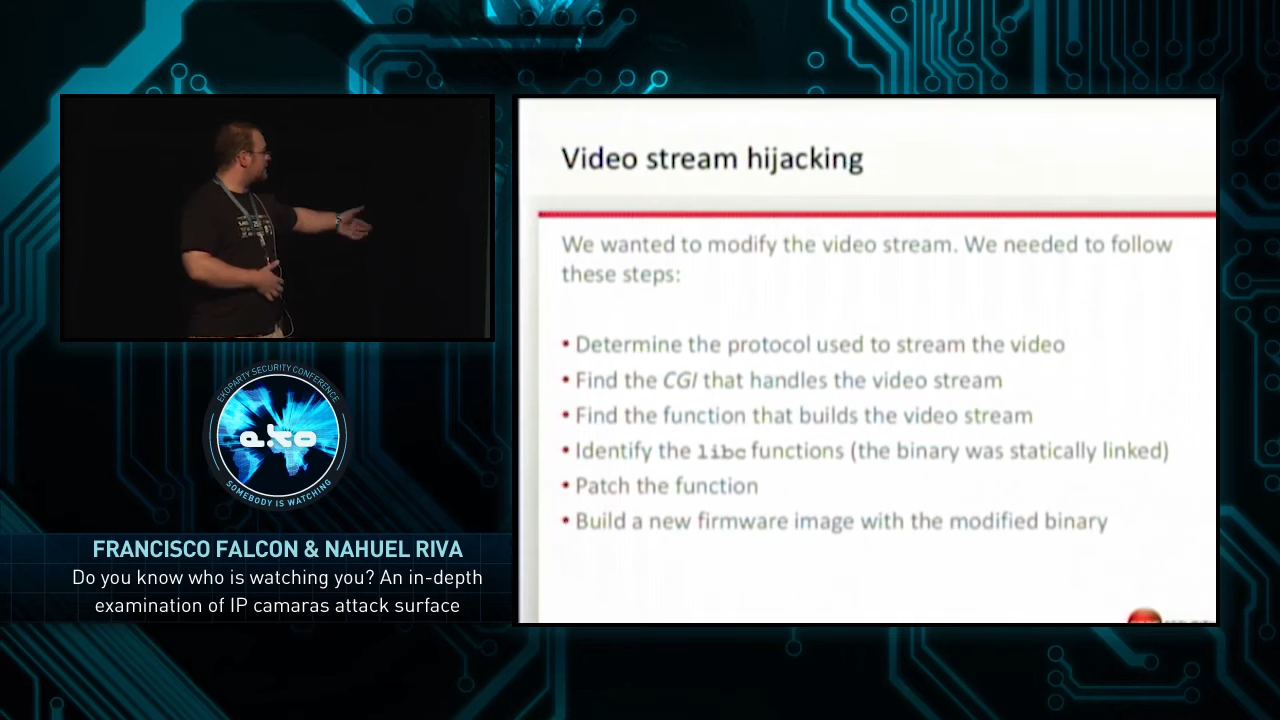 Video stream hijacking
We wanted to modify the video stream. We needed to follow
these steps:
• Determine the protocol used to stream the video
• Find the CGI that handles the video stream
• Find the function that builds the video stream
• Identify the libc functions (the binary was statically linked)
• Patch the function
• Build a new firmware image with the modified binary
EKOPARTY SECURITY CONFERENCE
eko
SOMEBODY IS WATCHING
FRANCISCO FALCON & NAHUEL RIVA
Do you know who is watching you? An in-depth
examination of IP camaras attack surface